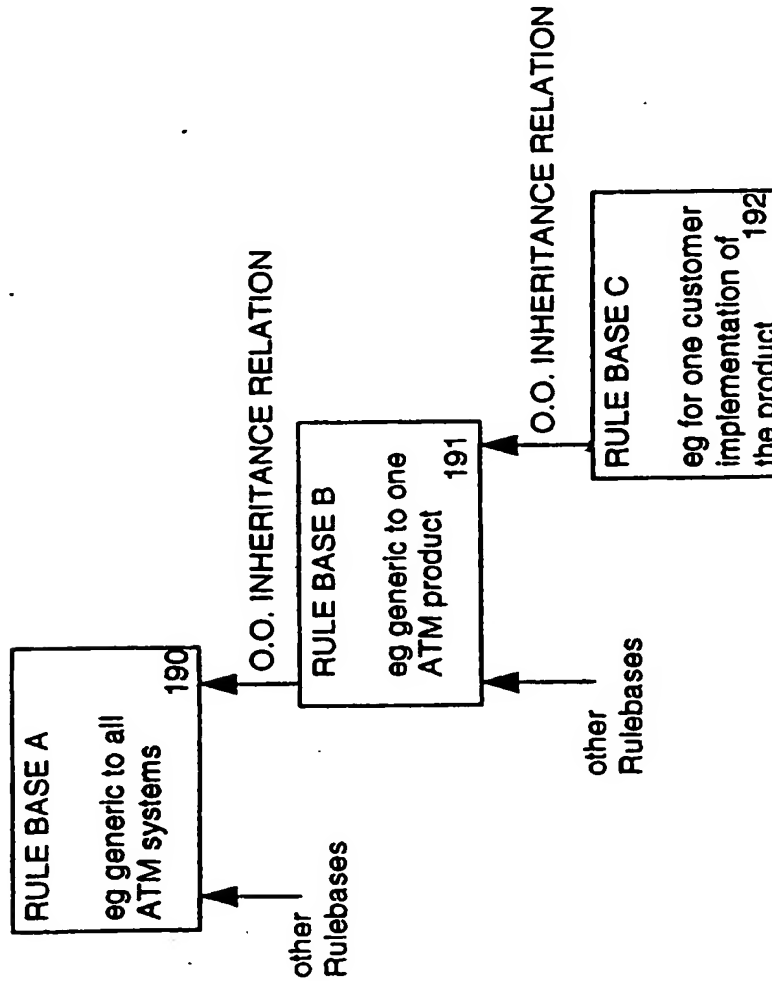 RULE BASE A
eg generic to all
ATM systems
190
other
Rulebases
O.O. INHERITANCE RELATION
RULE BASE B
eg generic to one
ATM product
191
other
Rulebases
O.O. INHERITANCE RELATION
RULE BASE C
eg for one customer
implementation of
the product
192